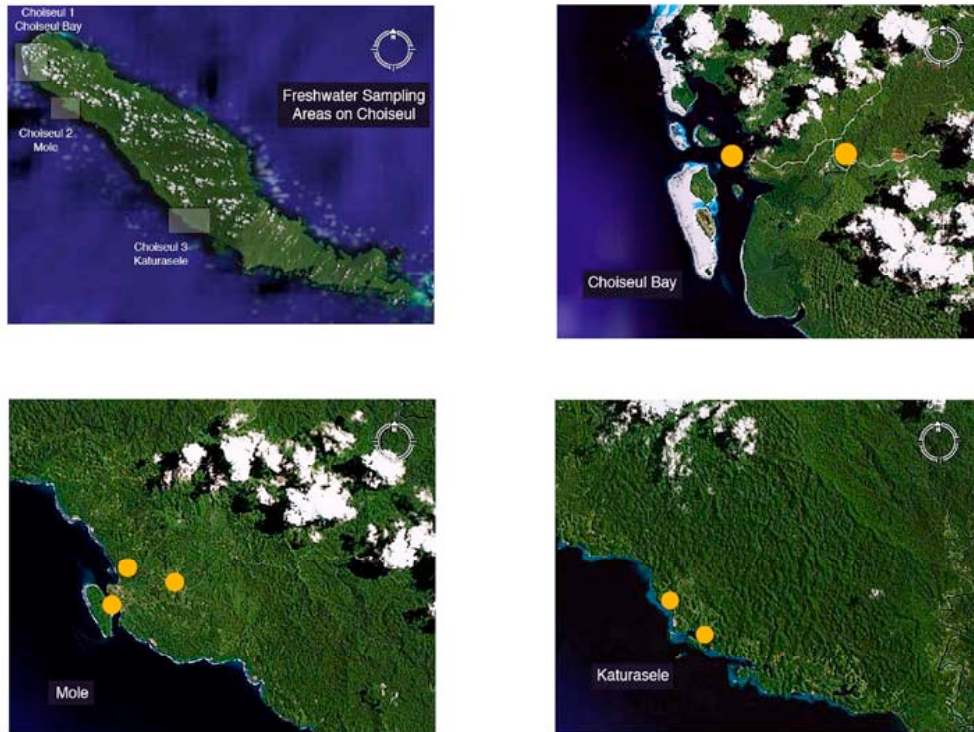 Choiseul 1
Choiseul Bay
Freshwater Sampling
Areas on Choiseul
Choiseul 2
Mole
Choiseul 3
Katurasele
Choiseul Bay
Mole
Katurasele